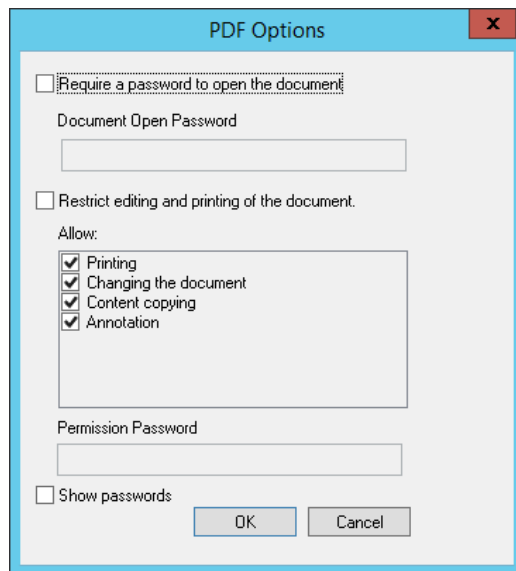 PDF Options
x
Require a password to open the document
Document Open Password
Restrict editing and printing of the document.
Allow:
Printing
Changing the document
Content copying
Annotation
Permission Password
Show passwords
OK Cancel